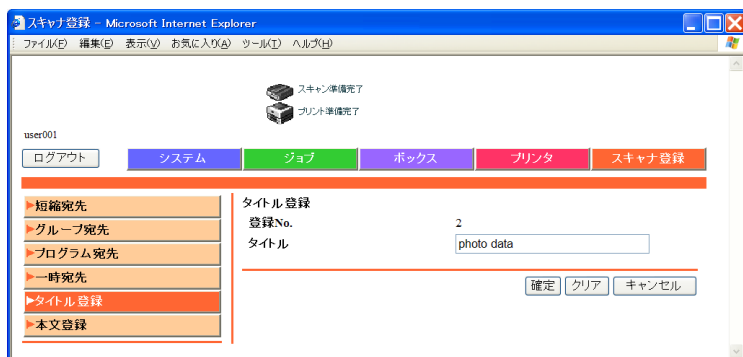 スキャナ登録 - Microsoft Internet Explorer
ファイル(F) 編集(E) 表示(V) お気に入り(A) ツール(T) ヘルプ(H)
スキャン準備完了
プリント準備完了
user001
ログアウト システム ジョブ ボックス プリンタ スキャナ登録
短縮宛先
グループ宛先
プログラム宛先
一時宛先
タイトル登録
本文登録
タイトル登録
登録No. 2
タイトル photo data
確定 クリア キャンセル